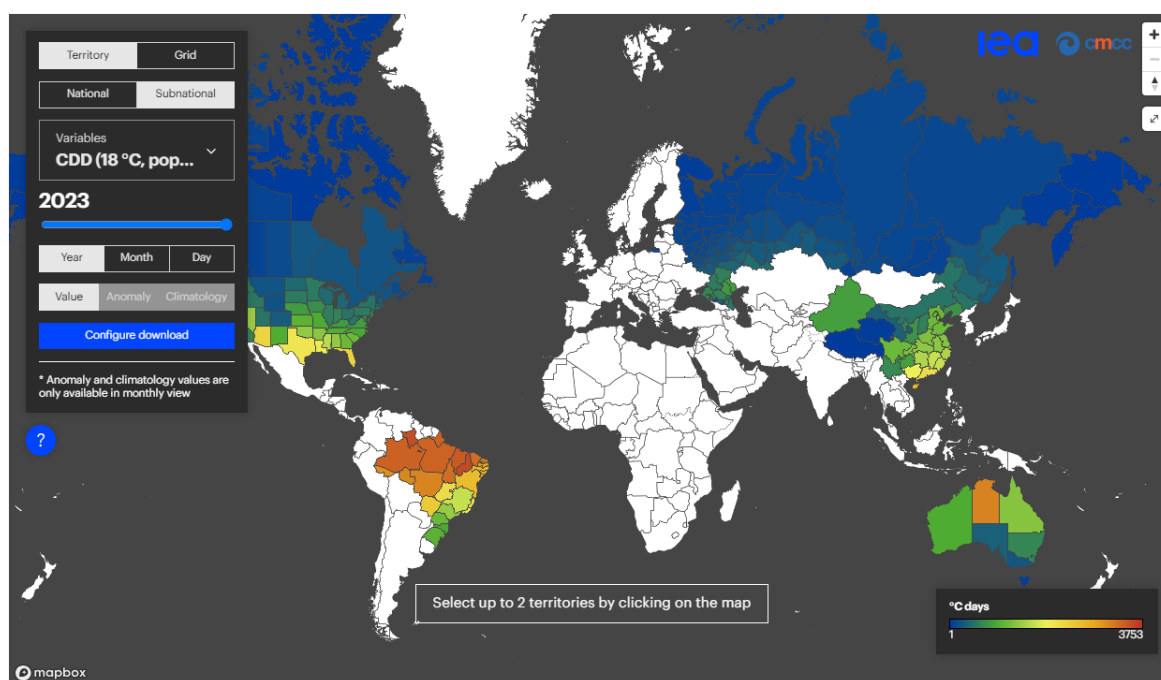 Territory
Grid
National
Subnational
Variables
CDD (18 °C, pop...
2023
Year
Month
Day
Value
Anomaly
Climatology
Configure download
* Anomaly and climatology values are
only available in monthly view
?
iea
cmcc
+
−
Select up to 2 territories by clicking on the map
°C days
1
3753
mapbox